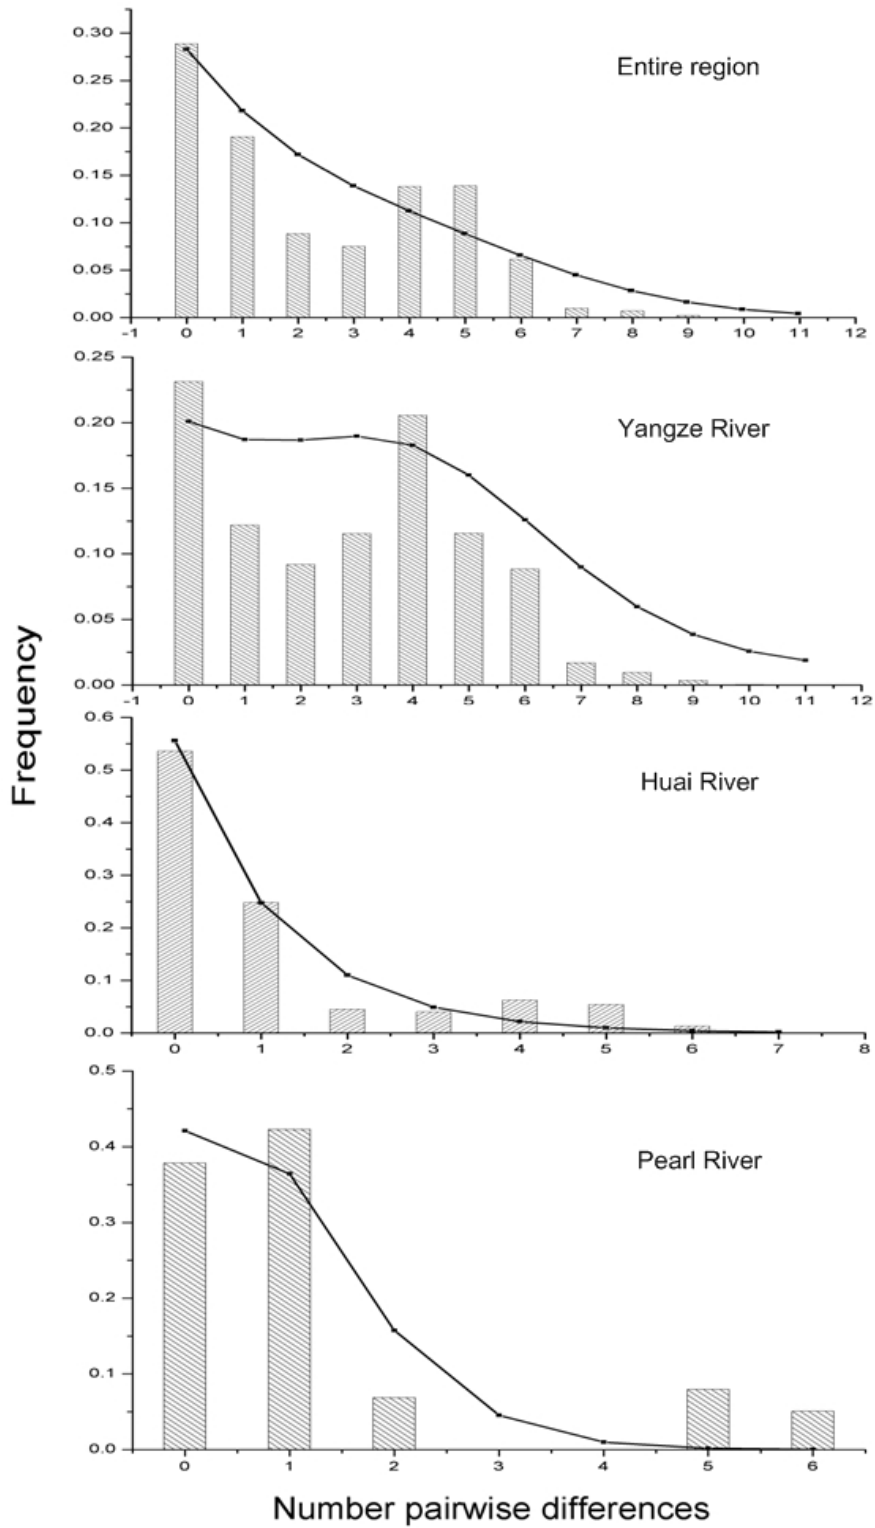 0.30
Entire region
0.25
0.20
0.15
0.10
0.05
0.00
-1 0 1 2 3 4 5 6 7 8 9 10 11 12
0.25
0.20
Yangze River
0.15
0.10
0.05
0.00
-1 0 1 2 3 4 5 6 7 8 9 10 11 12
Frequency
0.6
0.5
Huai River
0.4
0.3
0.2
0.1
0.0
0 1 2 3 4 5 6 7 8
0.5
0.4
Pearl River
0.3
0.2
0.1
0.0
0 1 2 3 4 5 6
Number pairwise differences